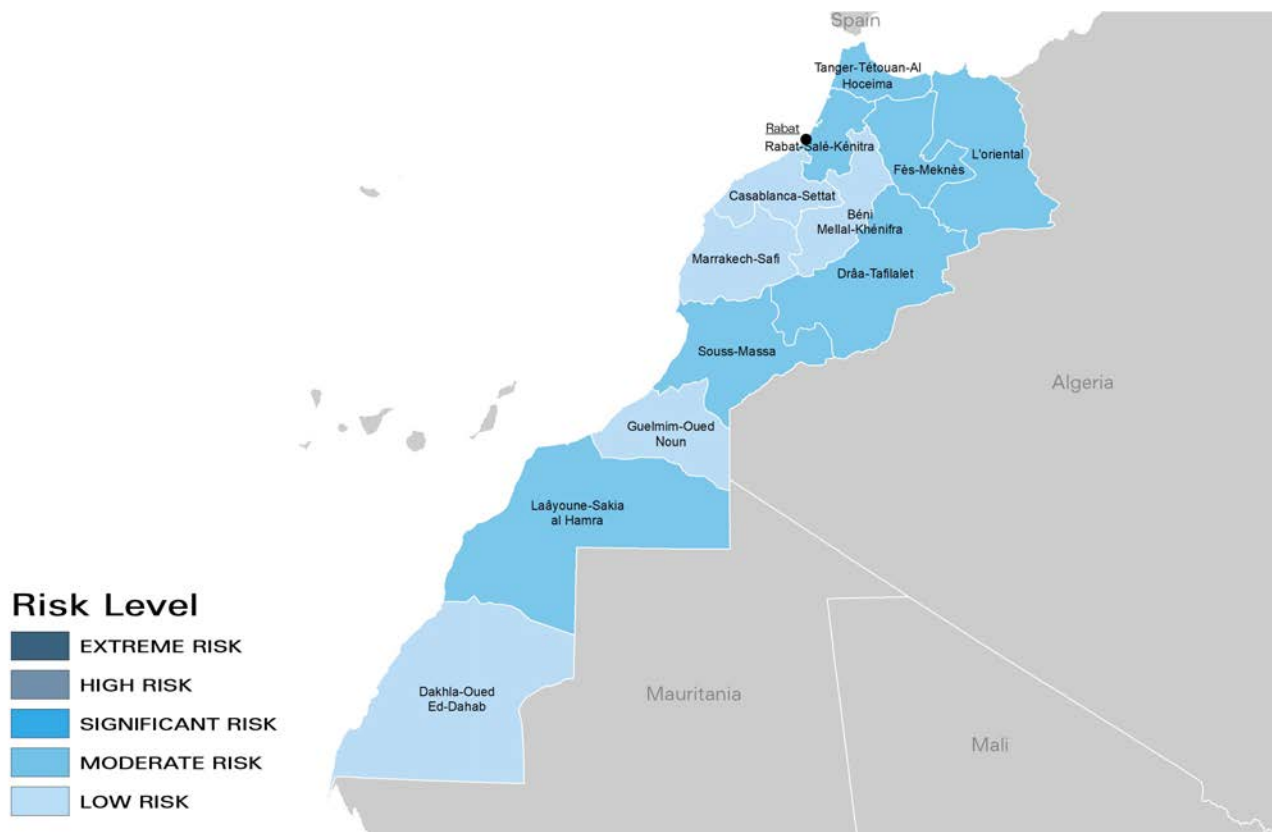 Spain
Tanger-Tétouan-Al
Hoceima
Rabat
Rabat-Salé-Kénitra
L'oriental
Fès-Meknès
Casablanca-Settat
Béni
Mellal-Khénifra
Marrakech-Safi
Drâa-Tafilalet
Souss-Massa
Algeria
Guelmim-Oued
Noun
Laâyoune-Sakia
al Hamra
Risk Level
EXTREME RISK
HIGH RISK
SIGNIFICANT RISK
MODERATE RISK
LOW RISK
Dakhla-Oued
Ed-Dahab
Mauritania
Mali